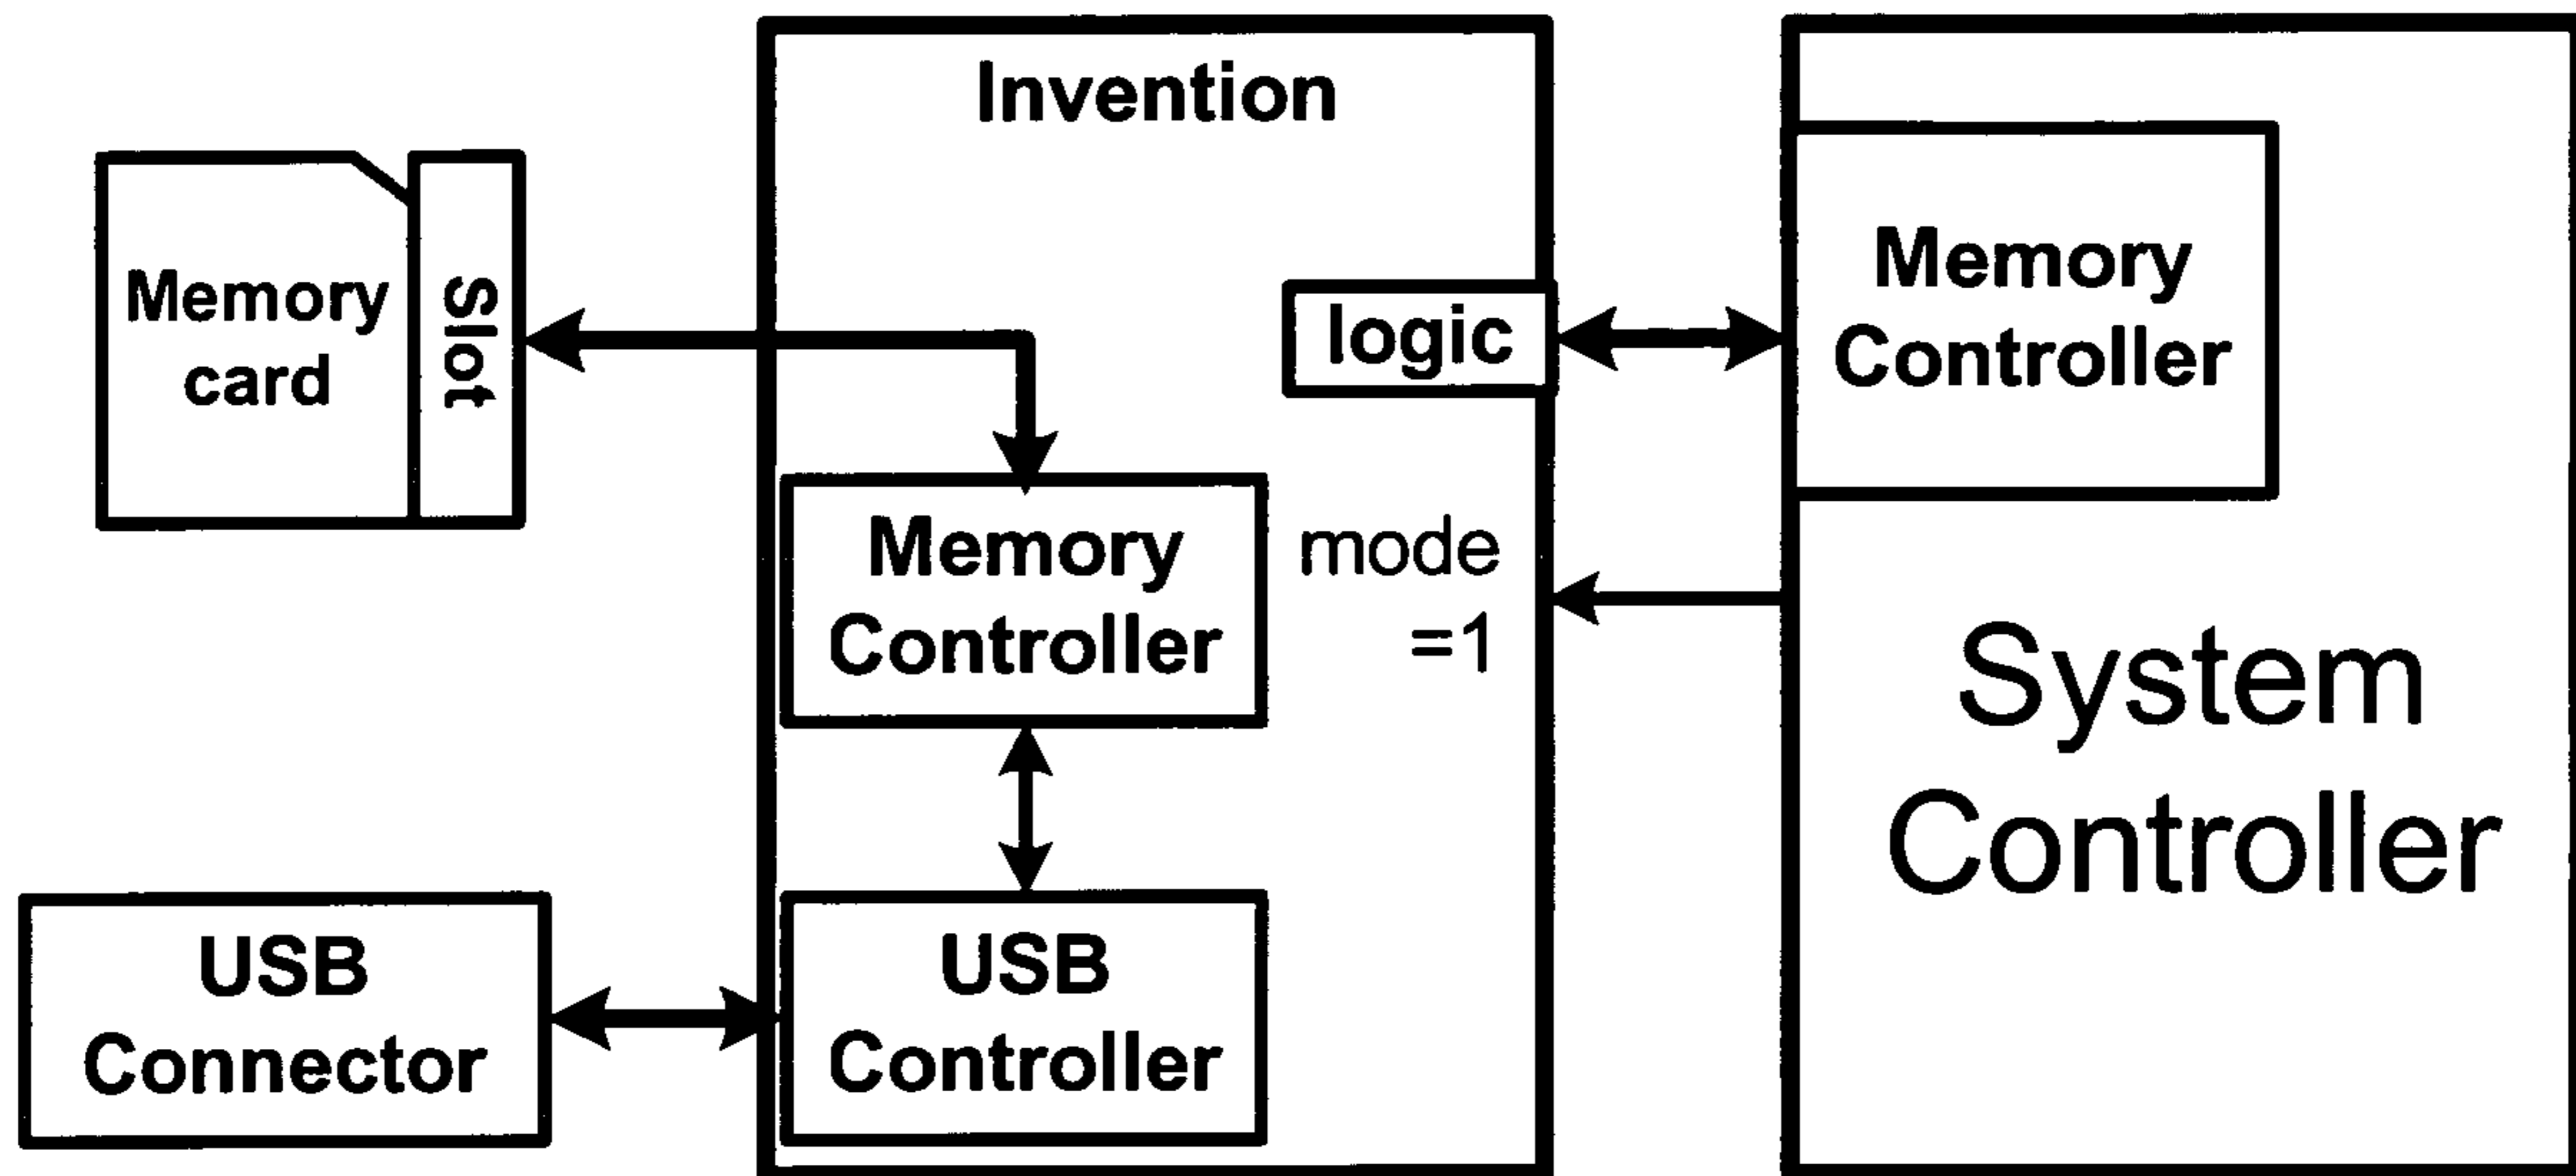 Invention
Memory
card
Slot
logic
Memory
Controller
Memory
Controller
mode
=1
System
Controller
USB
Connector
USB
Controller